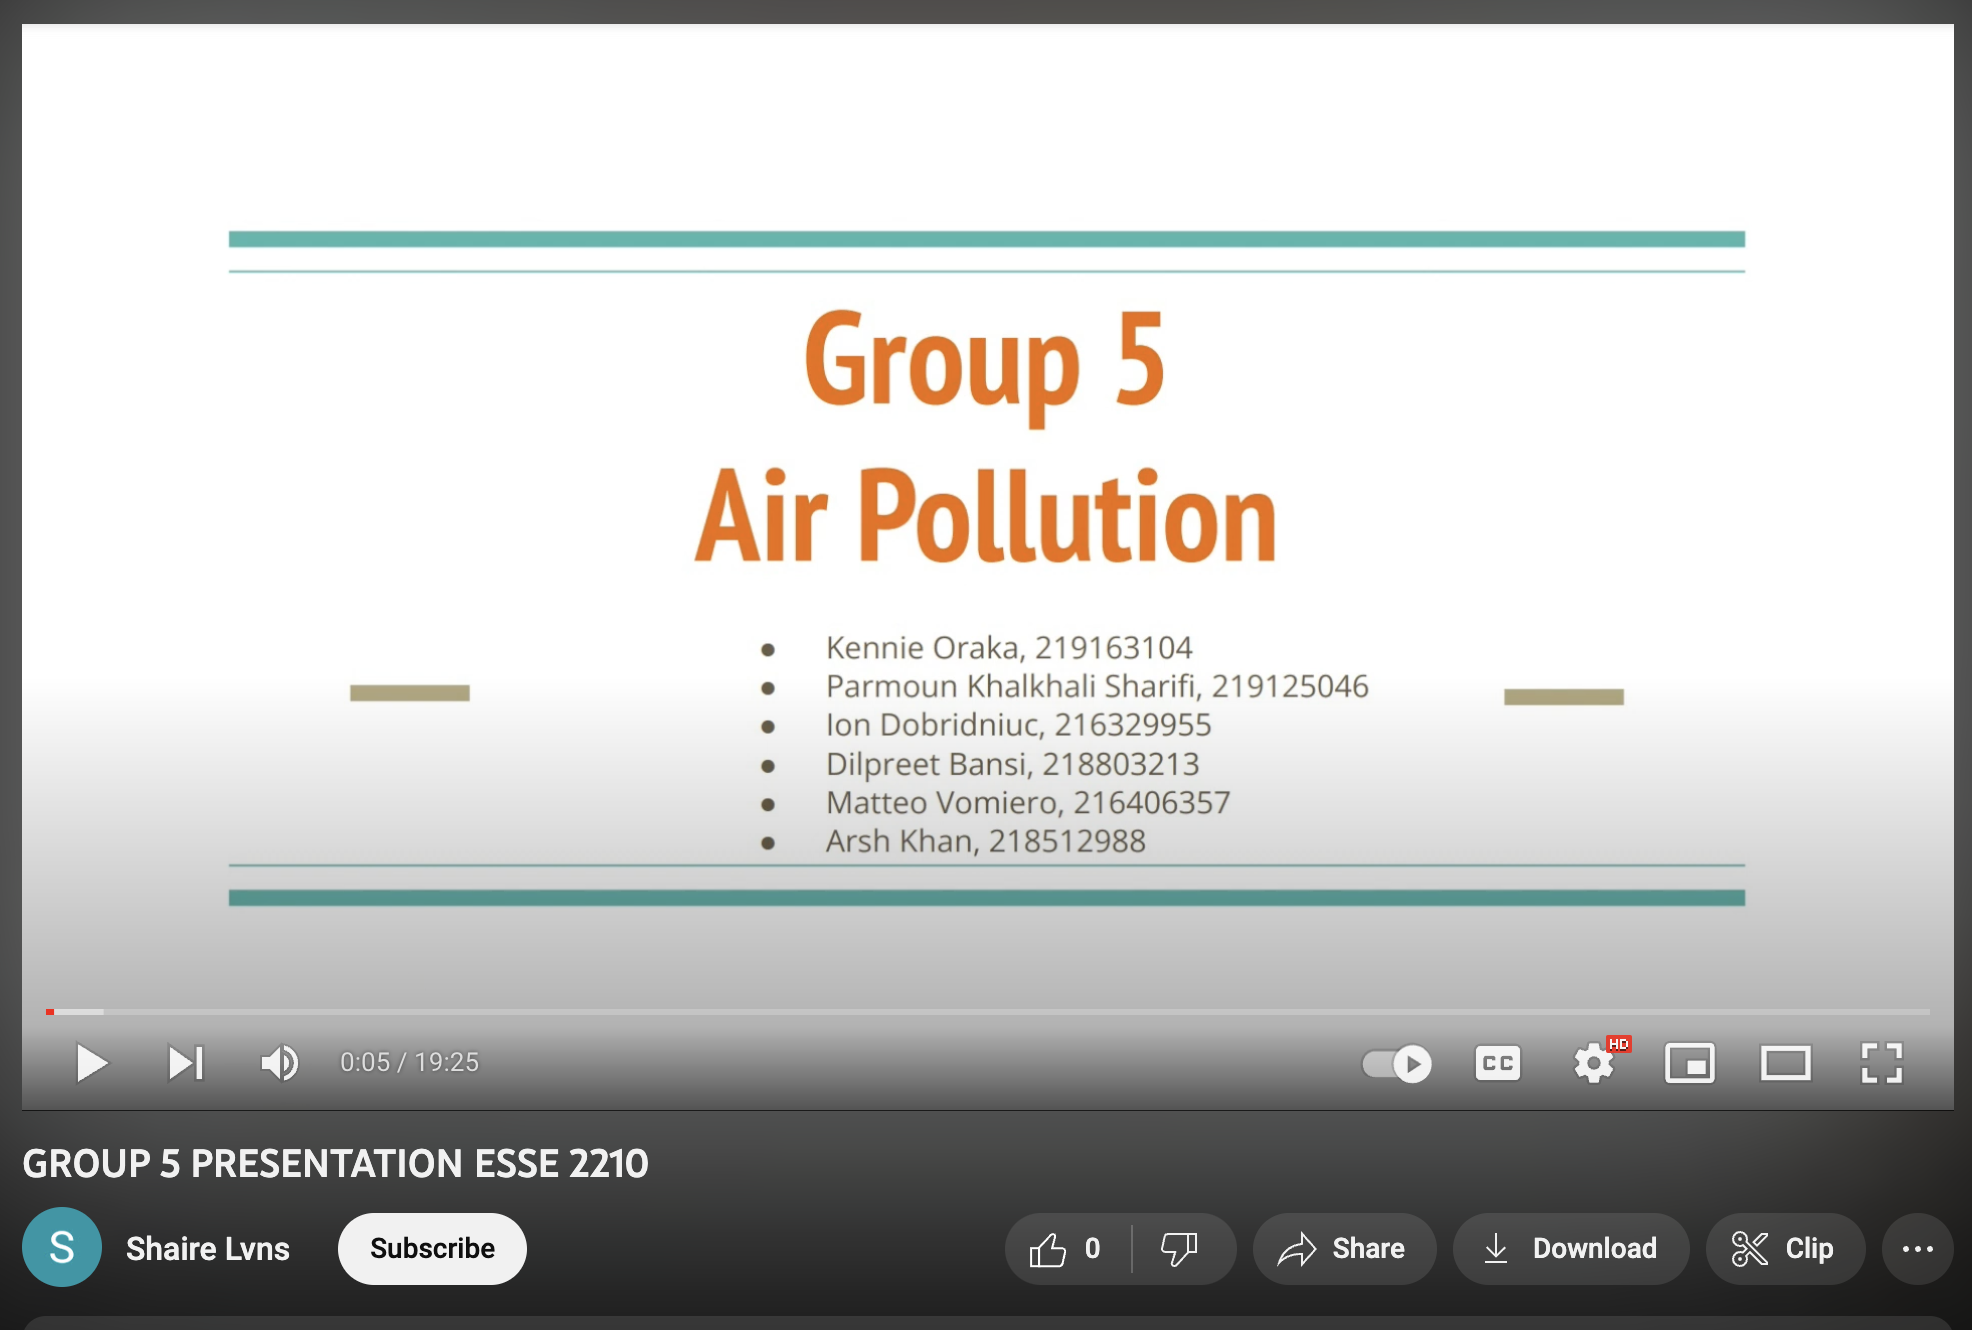 Group 5
Air Pollution
● Kennie Oraka, 219163104
● Parmoun Khalkhali Sharifi, 219125046
● Ion Dobridniuc, 216329955
● Dilpreet Bansi, 218803213
● Matteo Vomiero, 216406357
● Arsh Khan, 218512988
0:05 / 19:25
CC
HD
GROUP 5 PRESENTATION ESSE 2210
S
Shaire Lvns
Subscribe
0
Share
Download
Clip